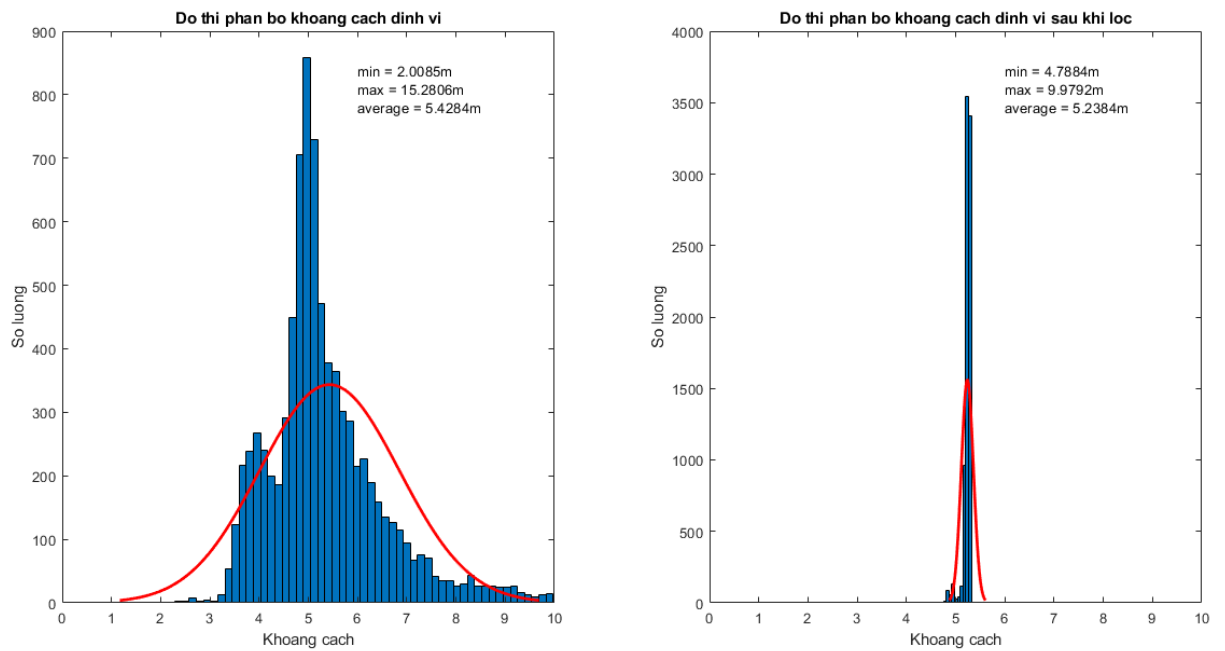 Do thi phan bo khoang cach dinh vi
900
800
700
600
500
400
300
200
100
0
So luong
min = 2.0085m
max = 15.2806m
average = 5.4284m
0 1 2 3 4 5 6 7 8 9 10
Khoang cach
Do thi phan bo khoang cach dinh vi sau khi loc
4000
3500
3000
2500
2000
1500
1000
500
0
So luong
min = 4.7884m
max = 9.9792m
average = 5.2384m
0 1 2 3 4 5 6 7 8 9 10
Khoang cach